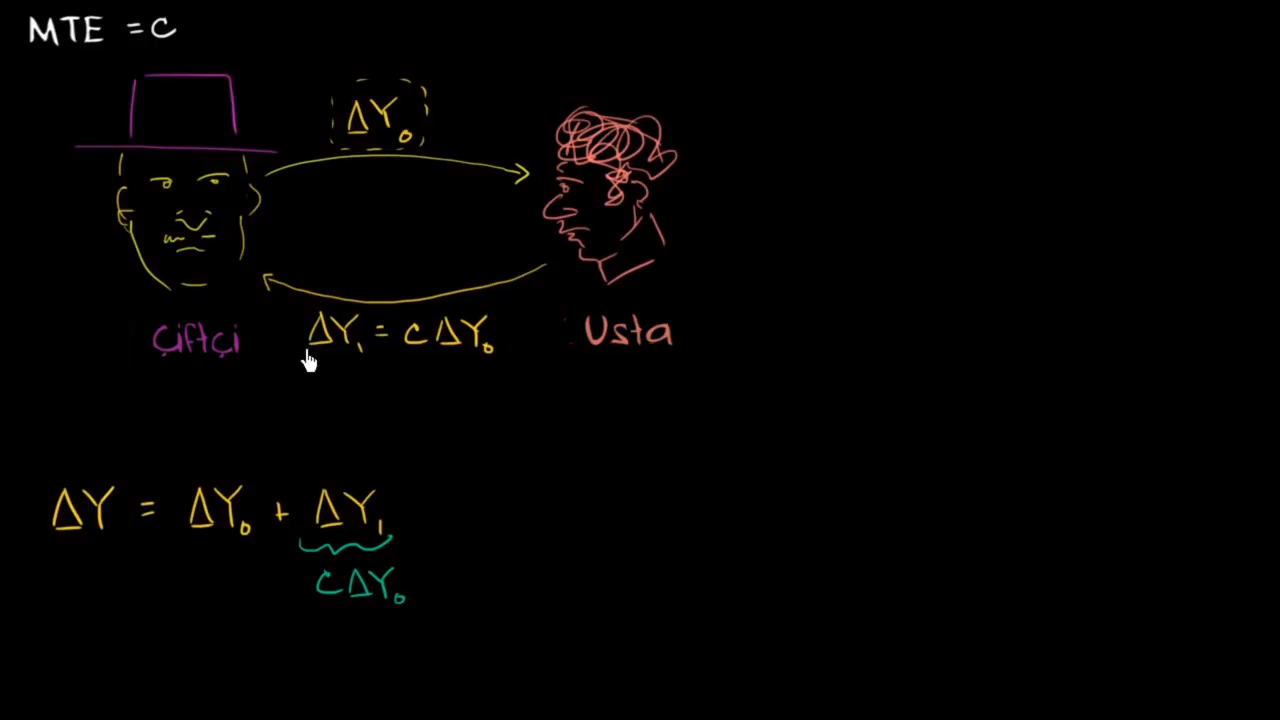 MTE = C
ΔY₀
ΔY₁ = CΔY₀
Çiftçi
Usta
ΔY = ΔY₀ + ΔY₁
CΔY₀